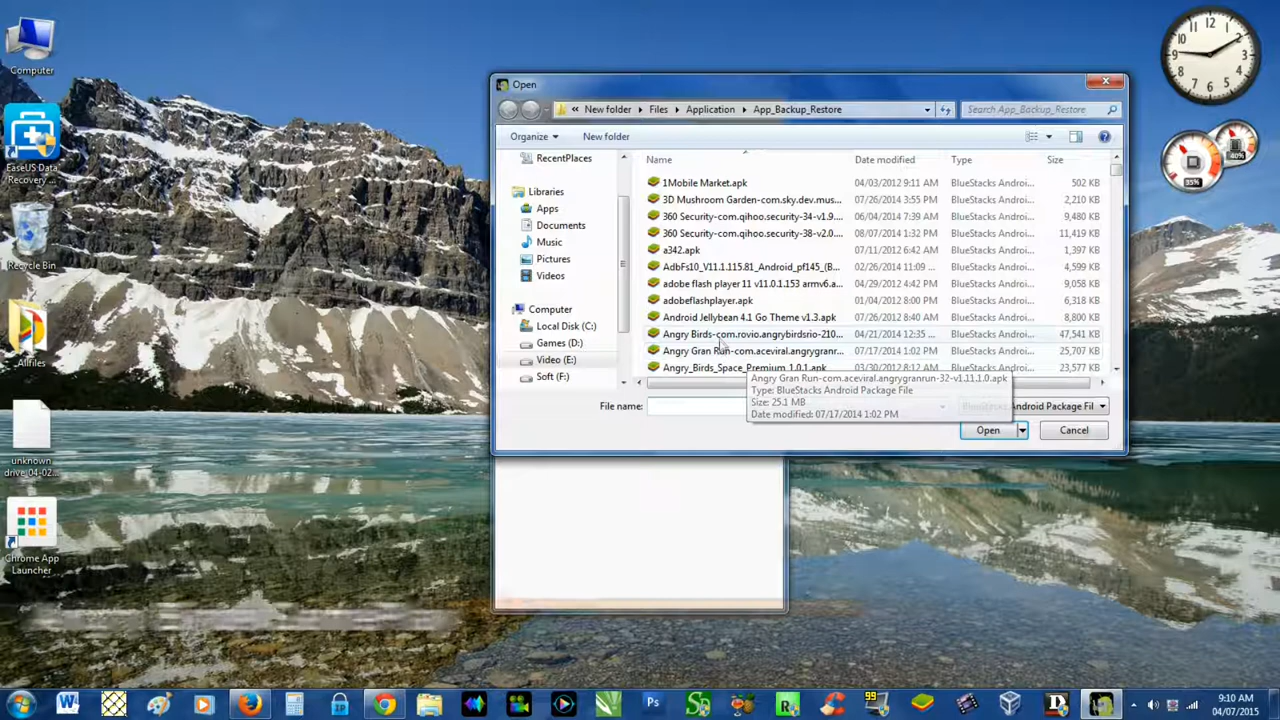 Computer
EaseUS Data
Recovery ...
Recycle Bin
Allfiles
unknown
drive 04-02...
Chrome App
Launcher
Open
« New folder ▸ Files ▸ Application ▸ App_Backup_Restore
Search App_Backup_Restore
Organize
New folder
RecentPlaces
Libraries
Apps
Documents
Music
Pictures
Videos
Computer
Local Disk (C:)
Games (D:)
Video (E:)
Soft (F:)
Name Date modified Type Size
1Mobile Market.apk 04/03/2012 9:11 AM BlueStacks Androi... 502 KB
3D Mushroom Garden-com.sky.dev.mus... 07/26/2014 3:55 PM BlueStacks Androi... 2,210 KB
360 Security-com.qihoo.security-34-v1.9.... 06/04/2014 7:39 PM BlueStacks Androi... 9,480 KB
360 Security-com.qihoo.security-38-v2.0.... 08/07/2014 1:32 PM BlueStacks Androi... 11,419 KB
a342.apk 07/11/2012 6:42 AM BlueStacks Androi... 1,397 KB
AdbFs10_V11.1.115.81_Android_pf145_(B... 02/26/2014 11:09 ... BlueStacks Androi... 4,599 KB
adobe flash player 11 v11.0.1.153 armv6.a... 04/29/2012 4:42 PM BlueStacks Androi... 4,458 KB
adobeflashplayer.apk 01/04/2012 8:00 PM BlueStacks Androi... 6,318 KB
Android Jellybean 4.1 Go Theme v1.3.apk 07/26/2012 8:40 AM BlueStacks Androi... 8,800 KB
Angry Birds-com.rovio.angrybirdsrio-210... 04/21/2014 12:35 ... BlueStacks Androi... 47,541 KB
Angry Gran Run-com.aceviral.angrygranr... 07/17/2014 1:02 PM BlueStacks Androi... 25,707 KB
Angry_Birds_Space_Premium_1.0.1.apk 03/30/2012 8:12 AM BlueStacks Androi... 23,577 KB
Angry Gran Run-com.aceviral.angrygranrun-32-v1.11.1.0.apk
Type: BlueStacks Android Package File
Size: 25.1 MB
Date modified: 07/17/2014 1:02 PM
File name:
BlueStacks Android Package Fil
Open
Cancel
35%
40%
9:10 AM
04/07/2015